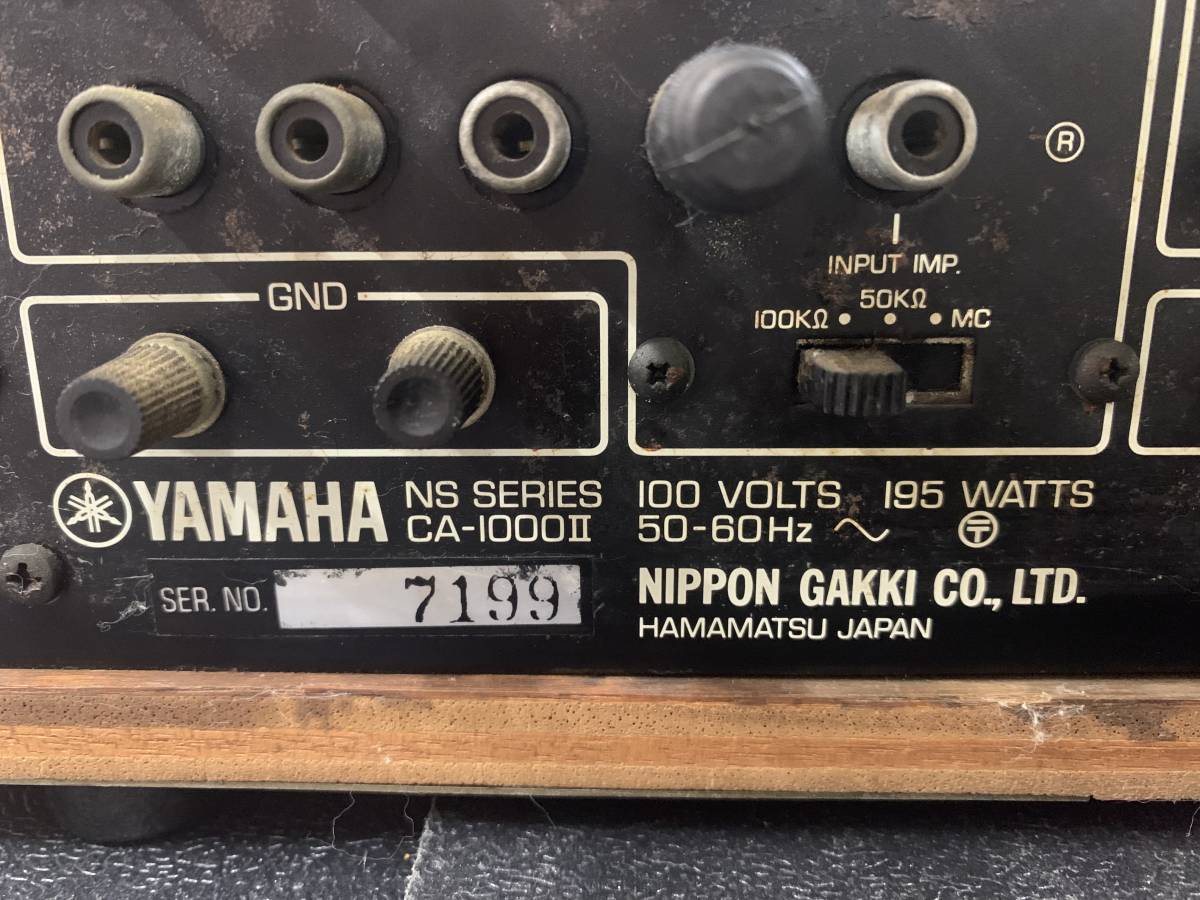 R
INPUT IMP.
50KΩ
100KΩ MC
GND
YAMAHA
NS SERIES
CA-1000II
100 VOLTS 195 WATTS
50-60Hz
SER. NO. 7199
NIPPON GAKKI CO., LTD.
HAMAMATSU JAPAN